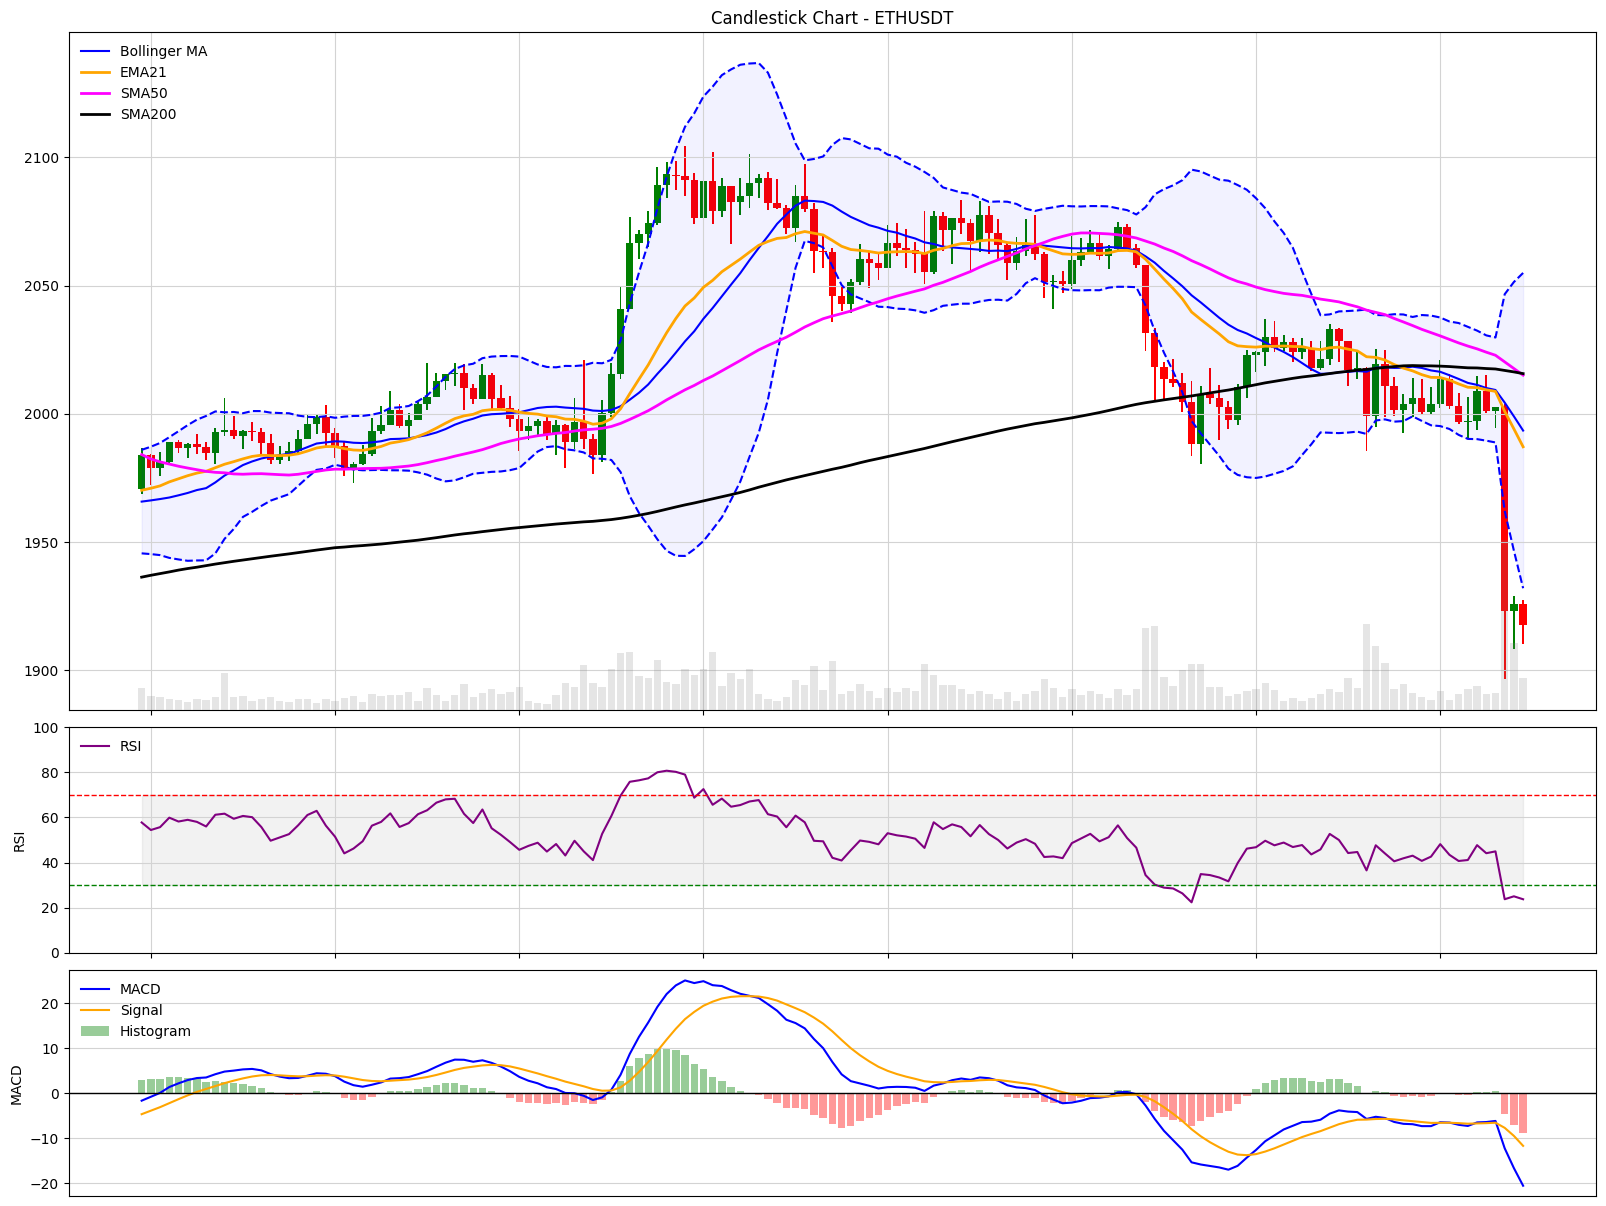 Candlestick Chart - ETHUSDT
Bollinger MA
EMA21
SMA50
SMA200
2100
2050
2000
1950
1900
100
80
60
40
20
0
RSI
RSI
20
10
0
−10
−20
MACD
MACD
Signal
Histogram